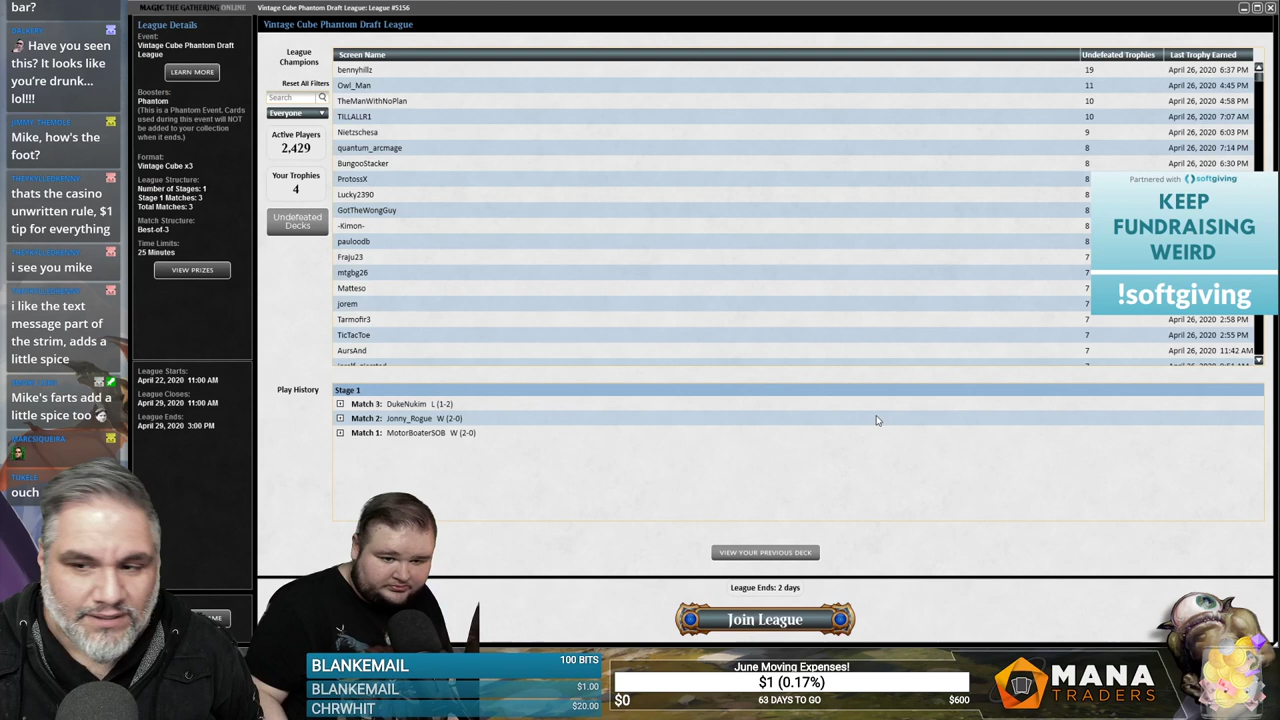 bar?
DALKERY
Have you seen
this? It looks like
you're drunk...
lol!!!
JIMMY_THEMOLE
Mike, how's the
foot?
thats the casino
unwritten rule, $1
tip for everything
i see you mike
i like the text
message part of
the strim, adds a
little spice
Mike's farts add a
little spice too
MARCSIQUEIRA
TUKELE
ouch
MAGIC THE GATHERING ONLINE
Vintage Cube Phantom Draft League: League #5156
League Details
Event:
Vintage Cube Phantom Draft
League
LEARN MORE
Boosters:
Phantom
(This is a Phantom Event. Cards
used during this event will NOT
be added to your collection
when it ends.)
Format:
Vintage Cube x3
League Structure:
Number of Stages: 1
Stage 1 Matches: 3
Total Matches: 3
Match Structure:
Best-of-3
Time Limits:
25 Minutes
VIEW PRIZES
League Starts:
April 22, 2020 11:00 AM
League Closes:
April 29, 2020 11:00 AM
League Ends:
April 29, 2020 3:00 PM
Vintage Cube Phantom Draft League
League
Champions
Reset All Filters
Search
Everyone
Active Players
2,429
Your Trophies
4
Undefeated
Decks
Screen Name Undefeated Trophies Last Trophy Earned
bennyhillz 19 April 26, 2020 6:37 PM
Owl_Man 11 April 26, 2020 4:45 PM
TheManWithNoPlan 10 April 26, 2020 4:58 PM
TILLALLR1 10 April 26, 2020 7:07 AM
Nietzschesa 9 April 26, 2020 6:03 PM
quantum_arcmage 8 April 26, 2020 7:14 PM
BungooStacker 8 April 26, 2020 6:30 PM
ProtossX 8
Lucky2390 8
GotTheWongGuy 8
-Kimon- 8
pauloodb 8
Fraju23 7
mtgbg26 7
Matteso 7
jorem 7
Tarmofir3 7 April 26, 2020 2:58 PM
TicTacToe 7 April 26, 2020 2:55 PM
AursAnd 7 April 26, 2020 11:42 AM
Partnered with softgiving
KEEP
FUNDRAISING
WEIRD
!softgiving
Play History
Stage 1
Match 3: DukeNukim L (1-2)
Match 2: Jonny_Rogue W (2-0)
Match 1: MotorBoaterSOB W (2-0)
VIEW YOUR PREVIOUS DECK
League Ends: 2 days
Join League
BLANKEMAIL 100 BITS
BLANKEMAIL $1.00
CHRWHIT $20.00
June Moving Expenses!
$1 (0.17%)
$0 63 DAYS TO GO $600
MANA
TRADERS